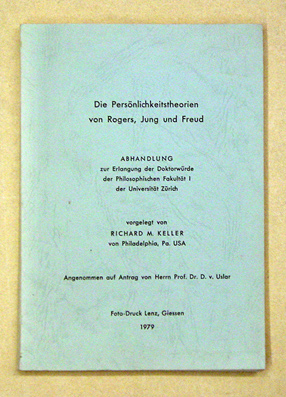 Die Persönlichkeitstheorien
von Rogers, Jung und Freud
ABHANDLUNG
zur Erlangung der Doktorwürde
der Philosophischen Fakultät I
der Universität Zürich
vorgelegt von
RICHARD M. KELLER
von Philadelphia, Pa. USA
Angenommen auf Antrag von Herrn Prof. Dr. D. v. Uslar
Foto-Druck Lenz, Giessen
1979